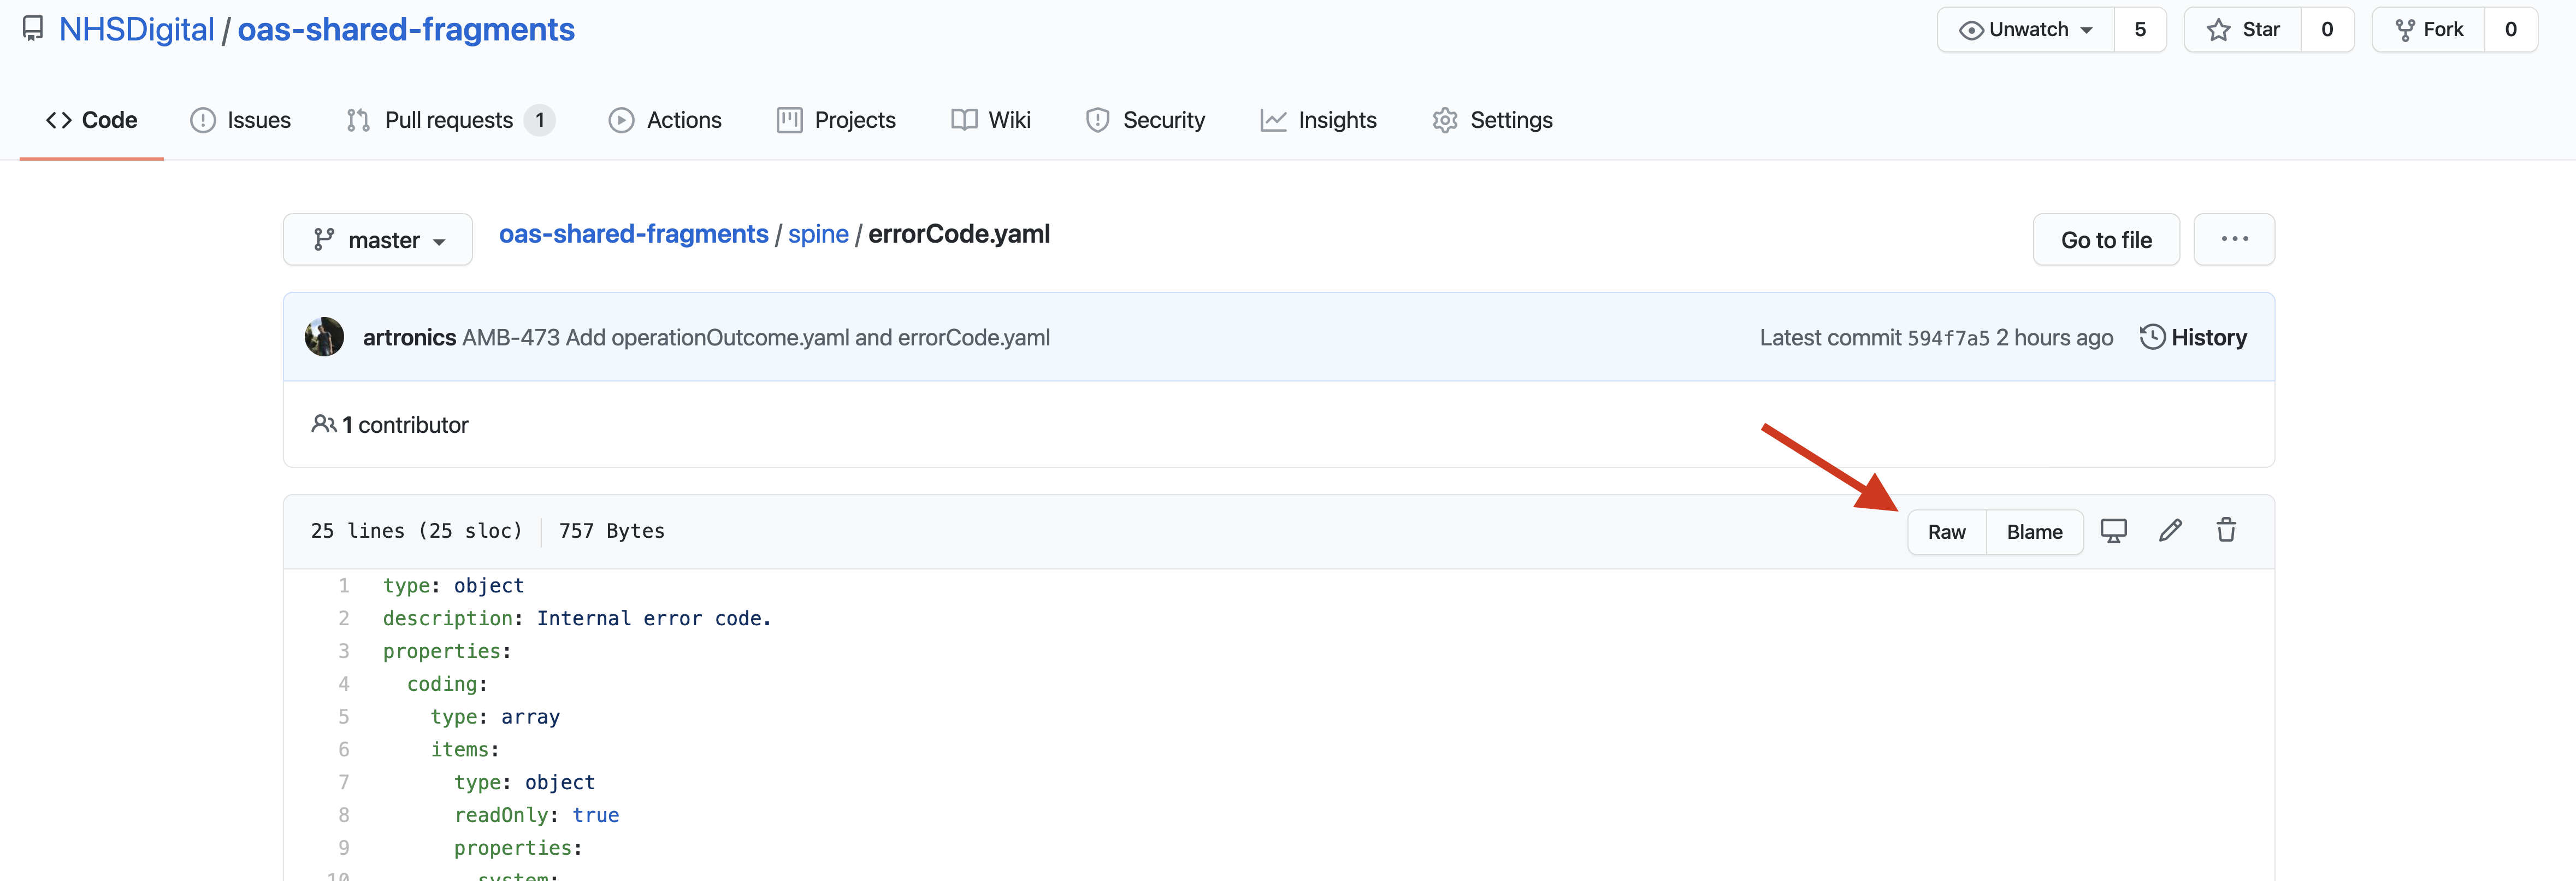 NHSDigital / oas-shared-fragments
Unwatch 5 Star 0 Fork 0
Code Issues Pull requests 1 Actions Projects Wiki Security Insights Settings
master oas-shared-fragments / spine / errorCode.yaml Go to file ...
artronics AMB-473 Add operationOutcome.yaml and errorCode.yaml Latest commit 594f7a5 2 hours ago History
1 contributor
25 lines (25 sloc) 757 Bytes Raw Blame
1 type: object
2 description: Internal error code.
3 properties:
4 coding:
5 type: array
6 items:
7 type: object
8 readOnly: true
9 properties:
10 system: